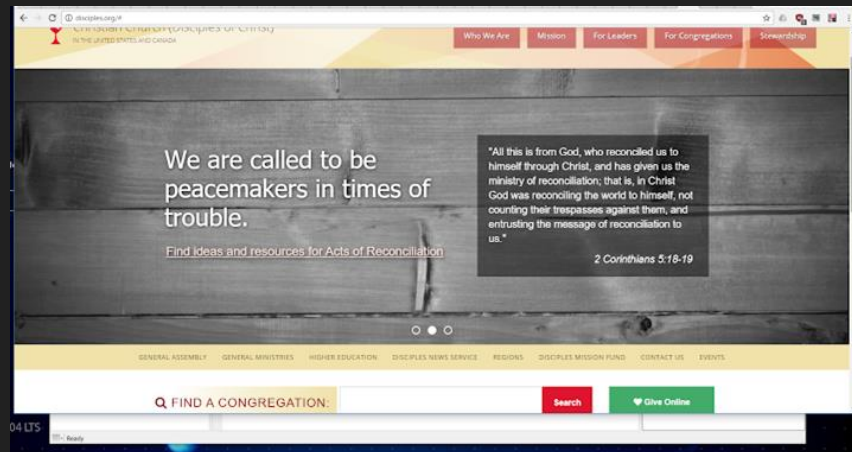 disciples.org/#
Christian Church (Disciples of Christ)
IN THE UNITED STATES AND CANADA
Who We Are Mission For Leaders For Congregations Stewardship
We are called to be
peacemakers in times of
trouble.
Find ideas and resources for Acts of Reconciliation
"All this is from God, who reconciled us to
himself through Christ, and has given us the
ministry of reconciliation; that is, in Christ
God was reconciling the world to himself, not
counting their trespasses against them, and
entrusting the message of reconciliation to
us."
2 Corinthians 5:18-19
GENERAL ASSEMBLY GENERAL MINISTRIES HIGHER EDUCATION DISCIPLES NEWS SERVICE REGIONS DISCIPLES MISSION FUND CONTACT US EVENTS
FIND A CONGREGATION: Search Give Online
04 LTS
Ready